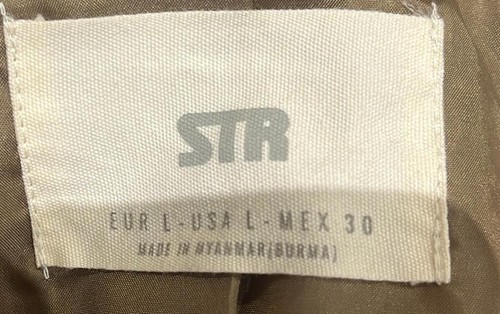 STR
EUR L - USA L - MEX 30
MADE IN MYANMAR(BURMA)